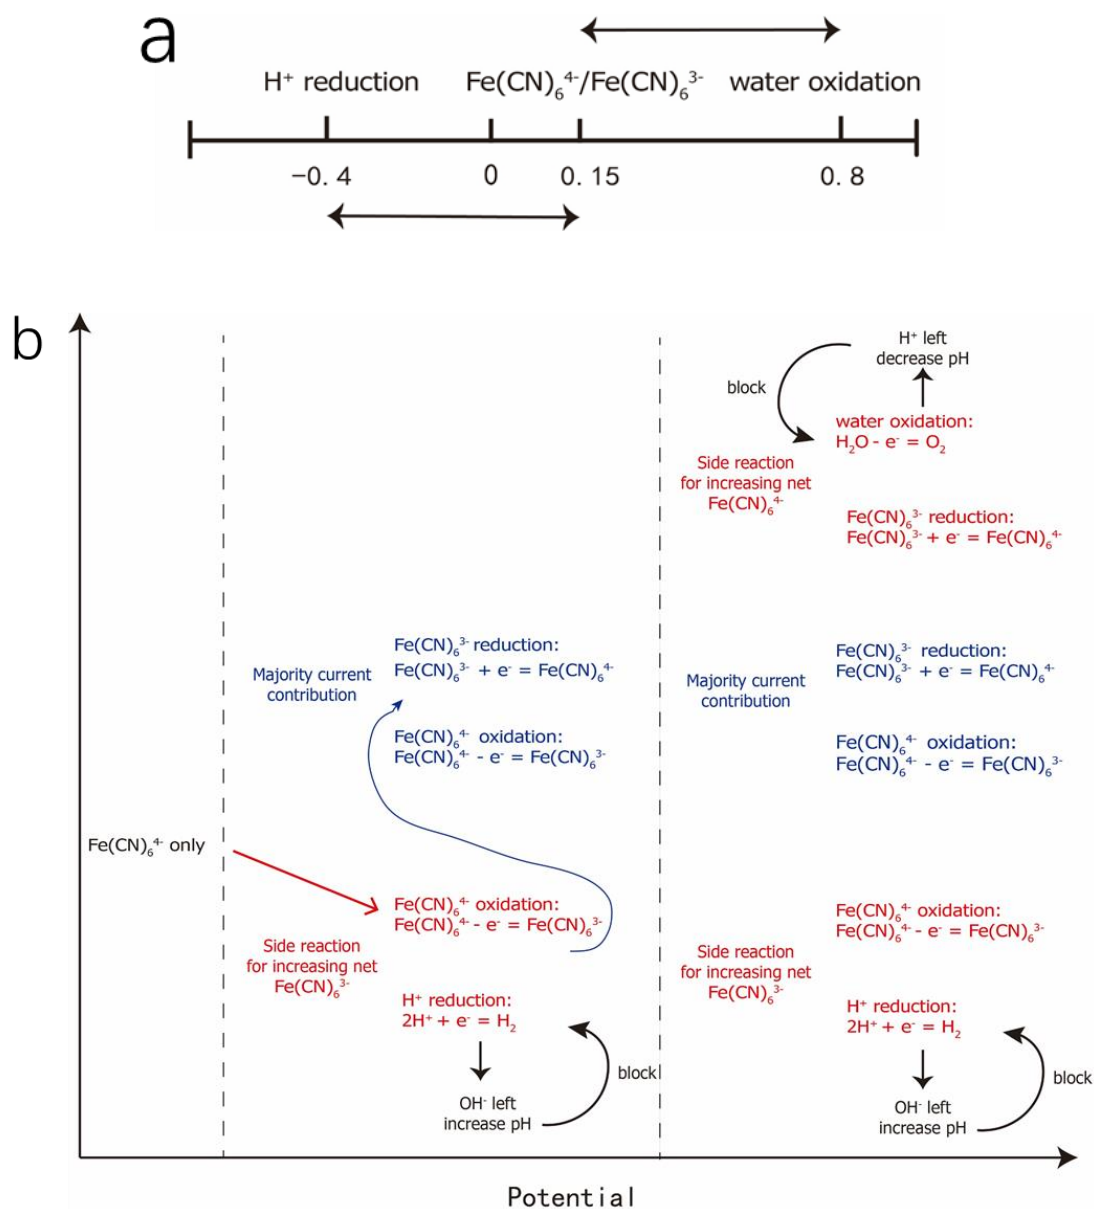 a
H⁺ reduction Fe(CN)₆⁴⁻/Fe(CN)₆³⁻ water oxidation
-0.4 0 0.15 0.8
b
H⁺ left
decrease pH
block
water oxidation:
H₂O - e⁻ = O₂
Side reaction
for increasing net
Fe(CN)₆⁴⁻
Fe(CN)₆³⁻ reduction:
Fe(CN)₆³⁻ + e⁻ = Fe(CN)₆⁴⁻
Fe(CN)₆³⁻ reduction:
Fe(CN)₆³⁻ + e⁻ = Fe(CN)₆⁴⁻
Majority current
contribution
Fe(CN)₆⁴⁻ oxidation:
Fe(CN)₆⁴⁻ - e⁻ = Fe(CN)₆³⁻
Fe(CN)₆³⁻ reduction:
Fe(CN)₆³⁻ + e⁻ = Fe(CN)₆⁴⁻
Majority current
contribution
Fe(CN)₆⁴⁻ oxidation:
Fe(CN)₆⁴⁻ - e⁻ = Fe(CN)₆³⁻
Fe(CN)₆⁴⁻ only
Fe(CN)₆⁴⁻ oxidation:
Fe(CN)₆⁴⁻ - e⁻ = Fe(CN)₆³⁻
Side reaction
for increasing net
Fe(CN)₆³⁻
H⁺ reduction:
2H⁺ + e⁻ = H₂
block
OH⁻ left
increase pH
Fe(CN)₆⁴⁻ oxidation:
Fe(CN)₆⁴⁻ - e⁻ = Fe(CN)₆³⁻
Side reaction
for increasing net
Fe(CN)₆³⁻
H⁺ reduction:
2H⁺ + e⁻ = H₂
block
OH⁻ left
increase pH
Potential